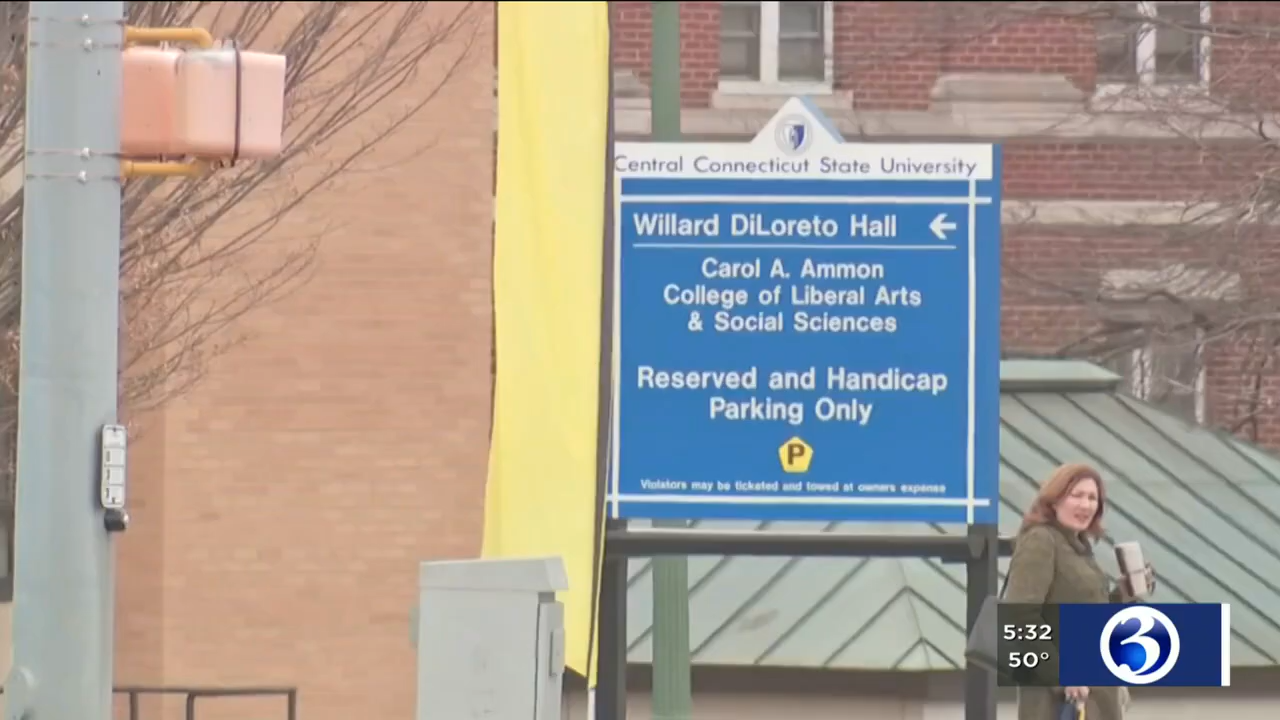 Central Connecticut State University
Willard DiLoreto Hall
Carol A. Ammon
College of Liberal Arts
& Social Sciences
Reserved and Handicap
Parking Only
P
Violators may be ticketed and towed at owners expense
5:32
50°
3